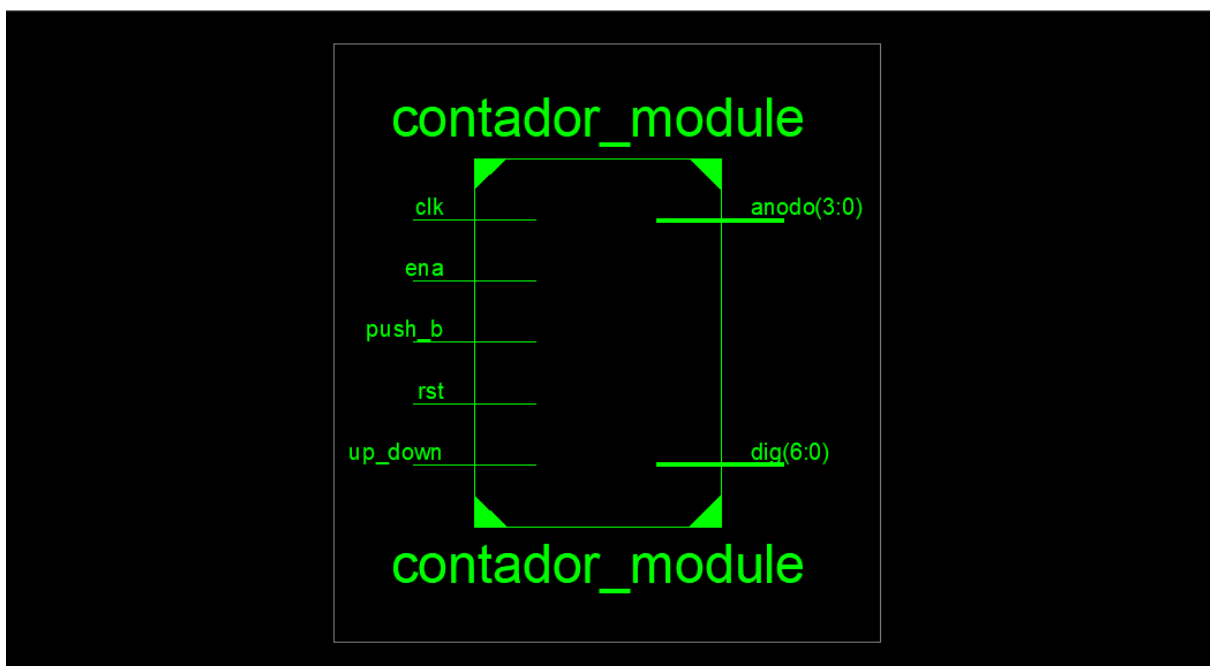 contador_module
clk
anodo(3:0)
ena
push_b
rst
up_down
dig(6:0)
contador_module